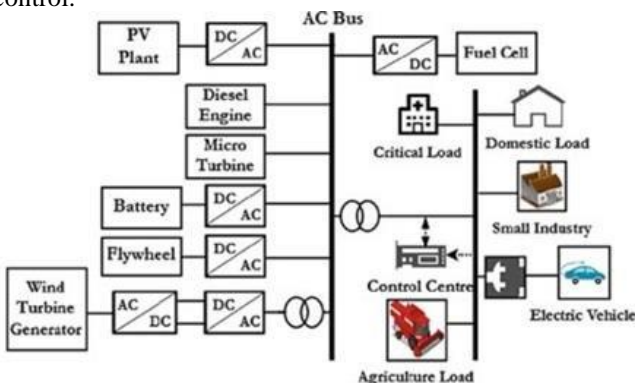 control.
AC Bus
PV
Plant
DC
AC
AC
DC
Fuel Cell
Diesel
Engine
Micro
Turbine
Critical Load
Domestic Load
Battery
DC
AC
Small Industry
Flywheel
DC
AC
Control Centre
Wind
Turbine
Generator
AC
DC
DC
AC
Electric Vehicle
Agriculture Load